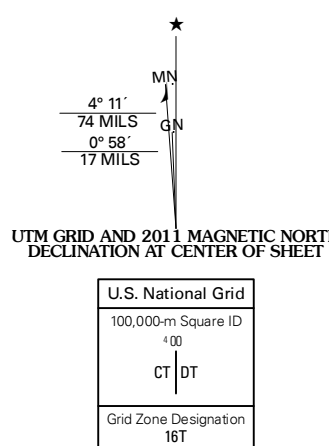 ★
MN
4° 11´
74 MILS
GN
0° 58´
17 MILS
UTM GRID AND 2011 MAGNETIC NORTH
DECLINATION AT CENTER OF SHEET
U.S. National Grid
100,000-m Square ID
4 00
CT DT
Grid Zone Designation
16T